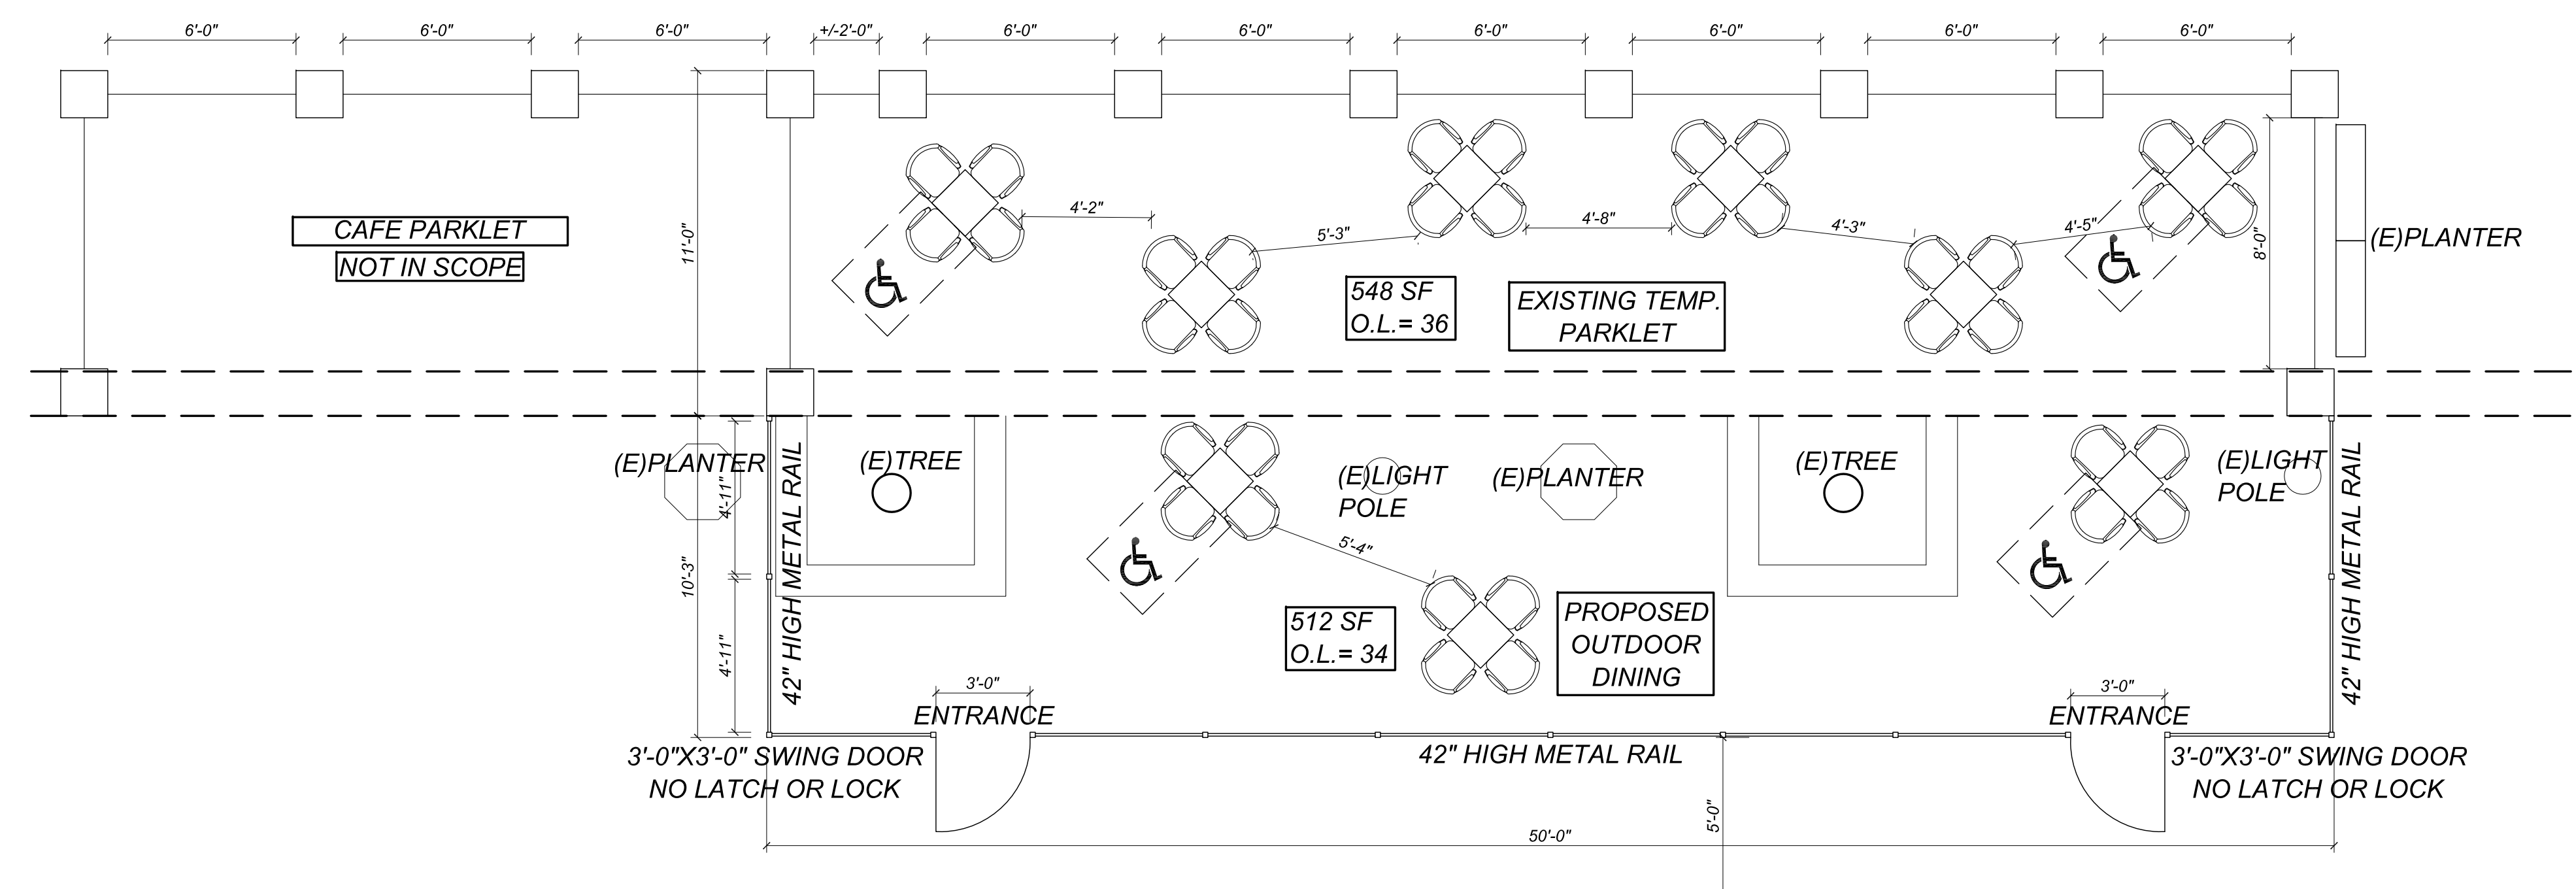 6'-0"
6'-0"
6'-0"
+/-2'-0"
6'-0"
6'-0"
6'-0"
6'-0"
6'-0"
6'-0"
CAFE PARKLET
NOT IN SCOPE
11'-0"
4'-2"
5'-3"
4'-8"
4'-3"
4'-5"
8'-0"
(E)PLANTER
548 SF
O.L.= 36
EXISTING TEMP.
PARKLET
(E)PLANTER
4'-11"
4'-11"
10'-3"
42" HIGH METAL RAIL
(E)TREE
(E)LIGHT
POLE
(E)PLANTER
(E)TREE
(E)LIGHT
POLE
42" HIGH METAL RAIL
5'-4"
512 SF
O.L.= 34
PROPOSED
OUTDOOR
DINING
3'-0"
ENTRANCE
3'-0"
ENTRANCE
3'-0"X3'-0" SWING DOOR
NO LATCH OR LOCK
42" HIGH METAL RAIL
3'-0"X3'-0" SWING DOOR
NO LATCH OR LOCK
5'-0"
50'-0"